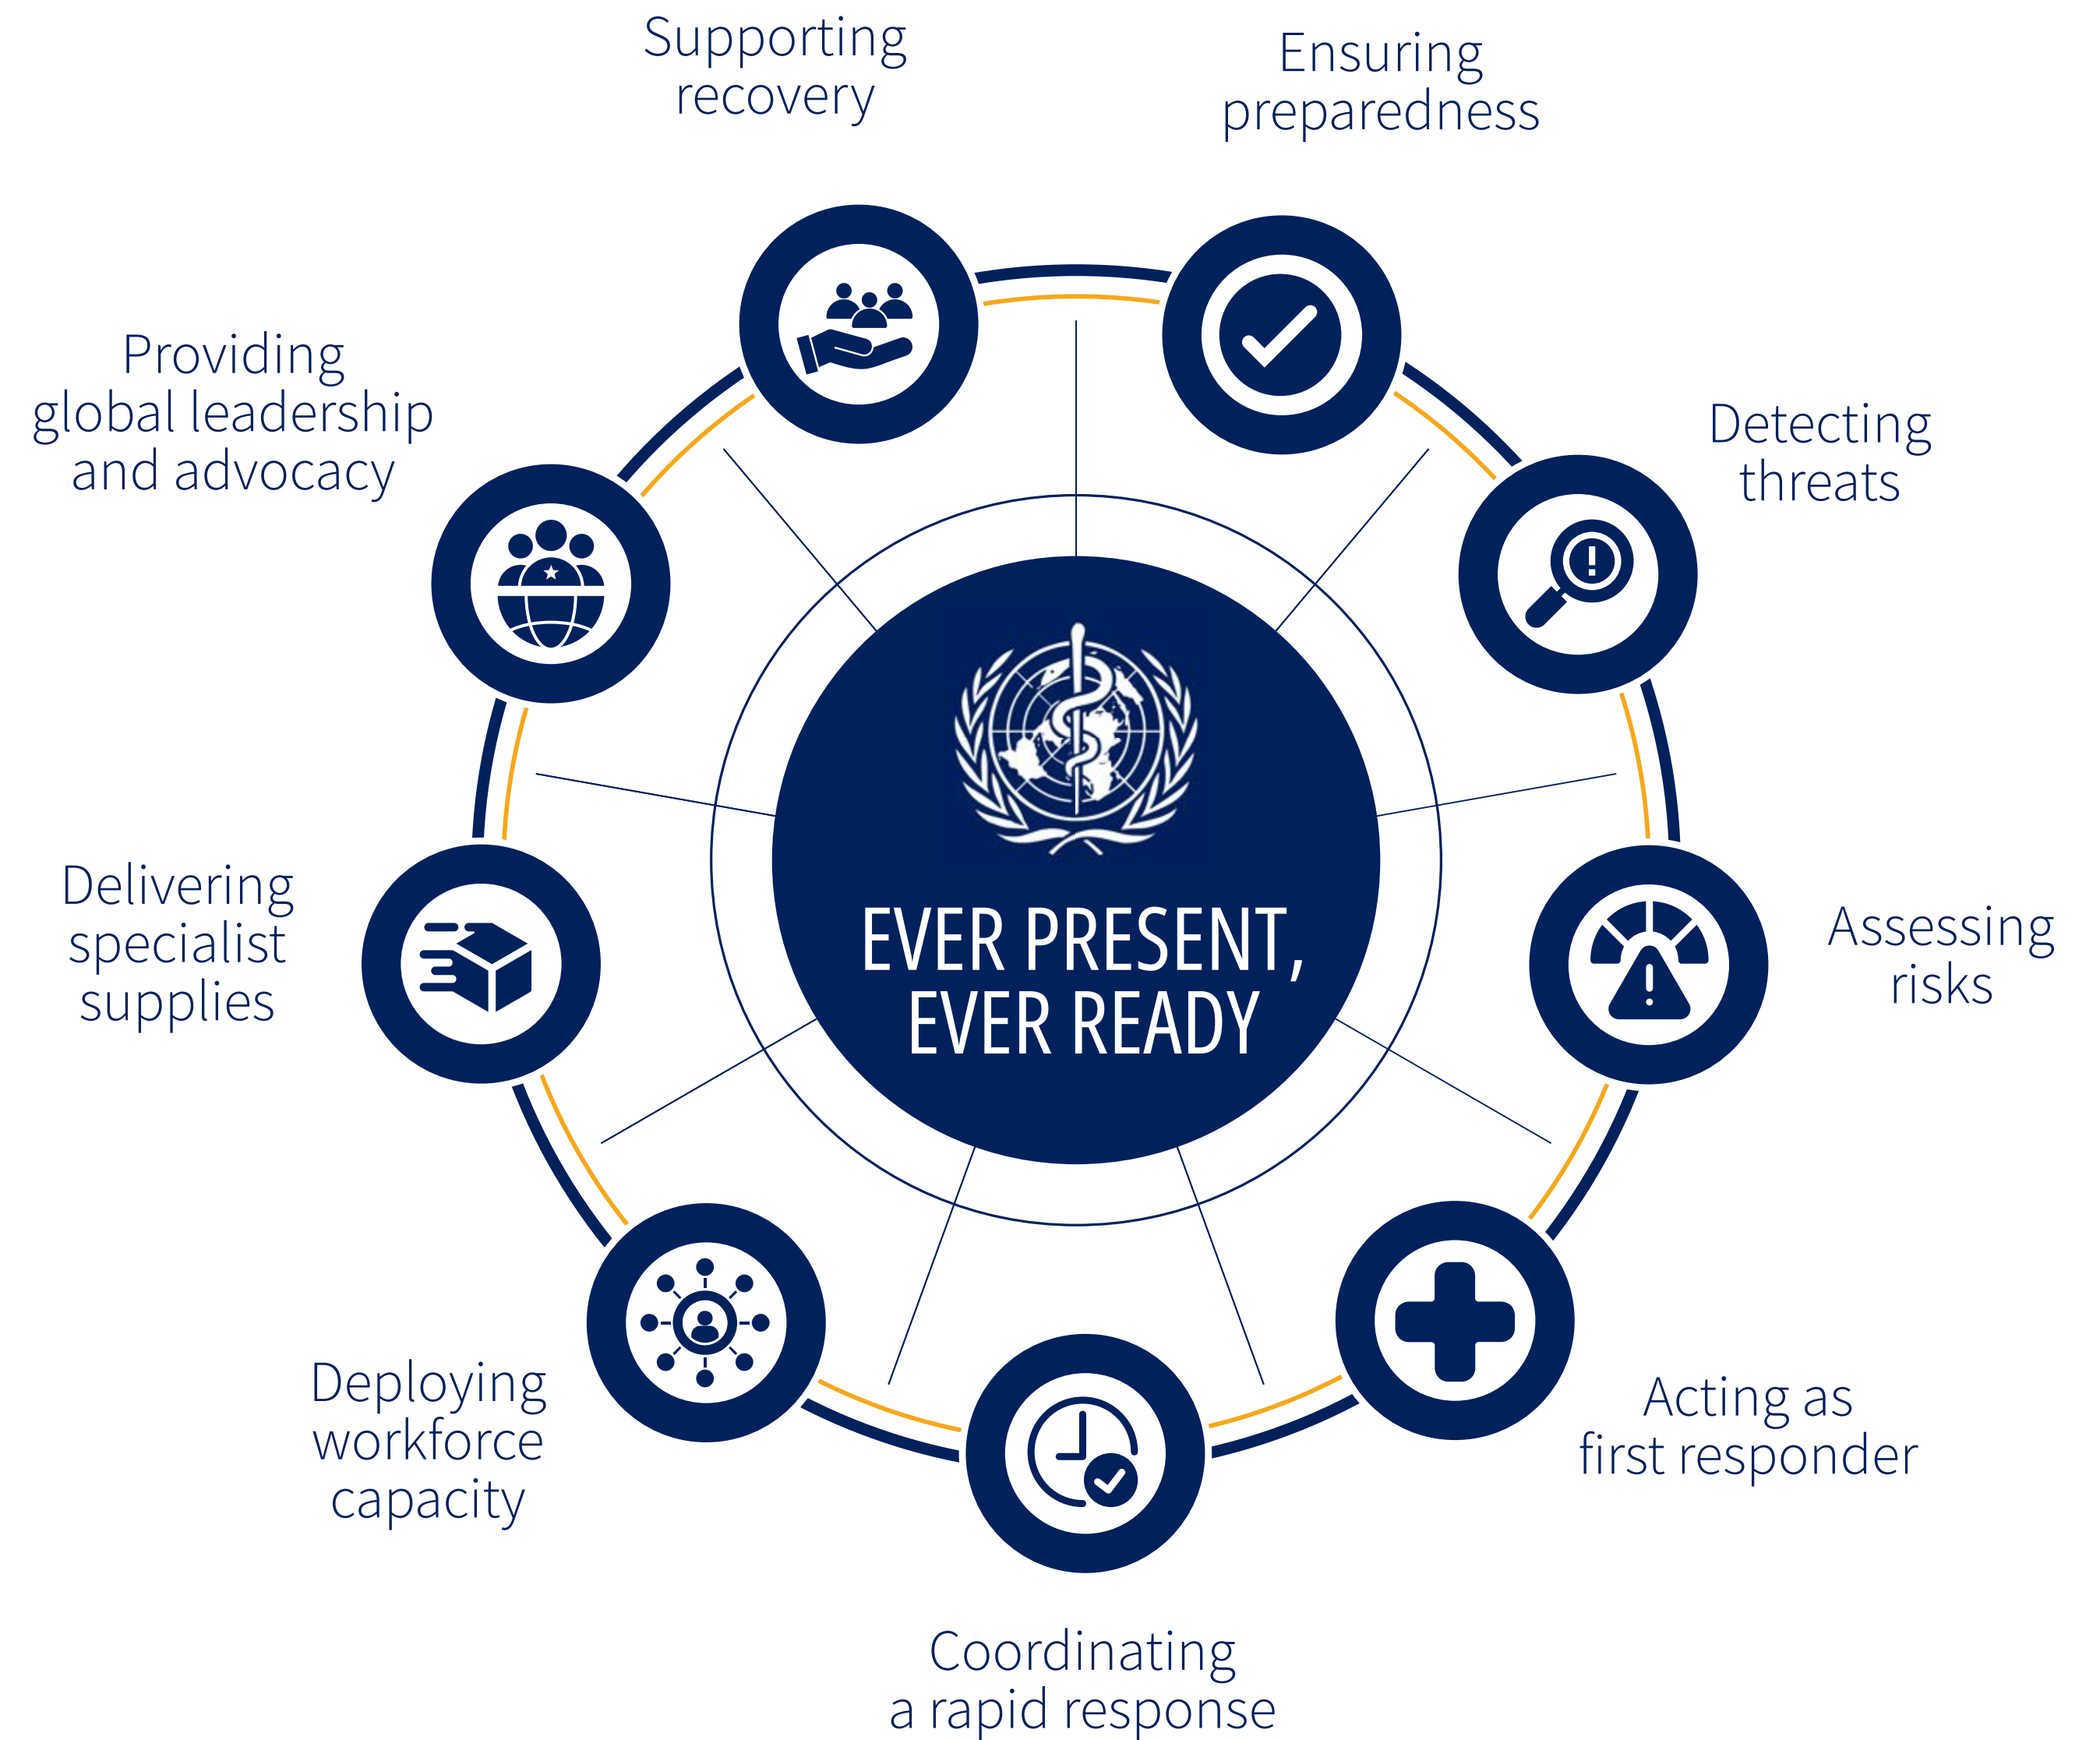 Supporting
recovery
Ensuring
preparedness
Detecting
threats
Assessing
risks
Acting as
first responder
Coordinating
a rapid response
Deploying
workforce
capacity
Delivering
specialist
supplies
Providing
global leadership
and advocacy
EVER PRESENT,
EVER READY